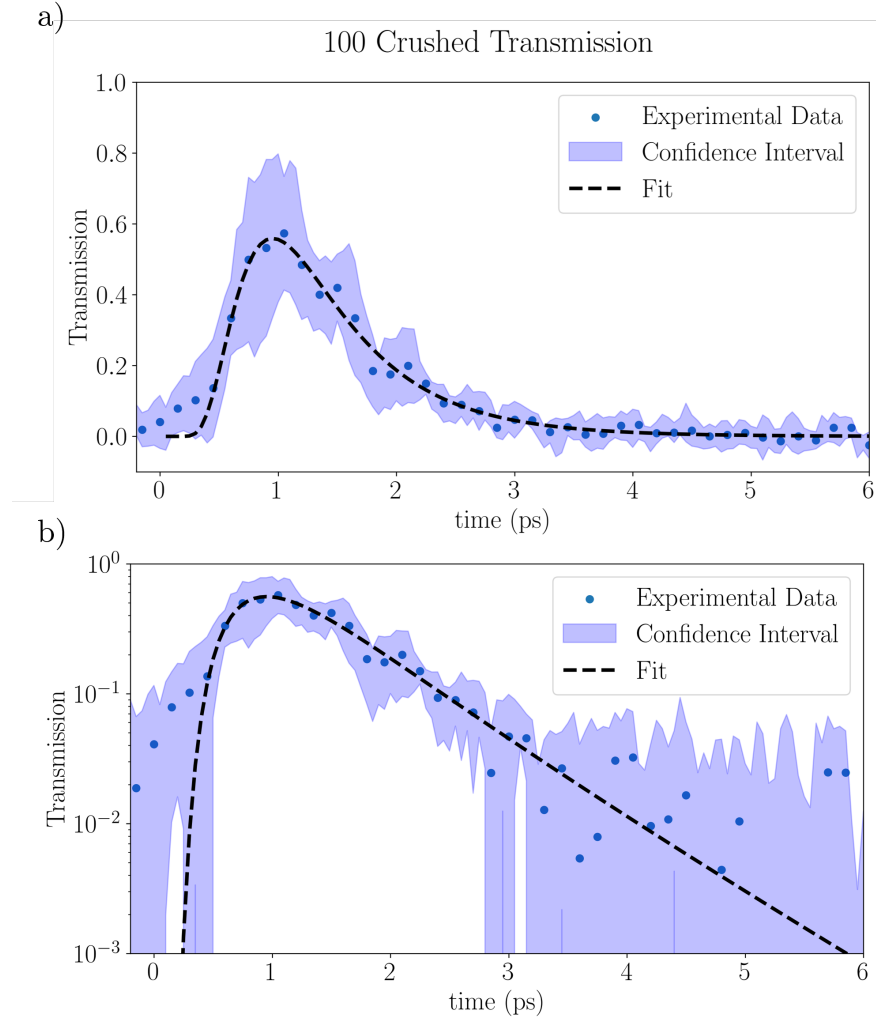 a)
100 Crushed Transmission
1.0
0.8
0.6
0.4
0.2
0.0
Transmission
Experimental Data
Confidence Interval
Fit
0 1 2 3 4 5 6
time (ps)
b)
10⁰
10⁻¹
10⁻²
10⁻³
Transmission
Experimental Data
Confidence Interval
Fit
0 1 2 3 4 5 6
time (ps)